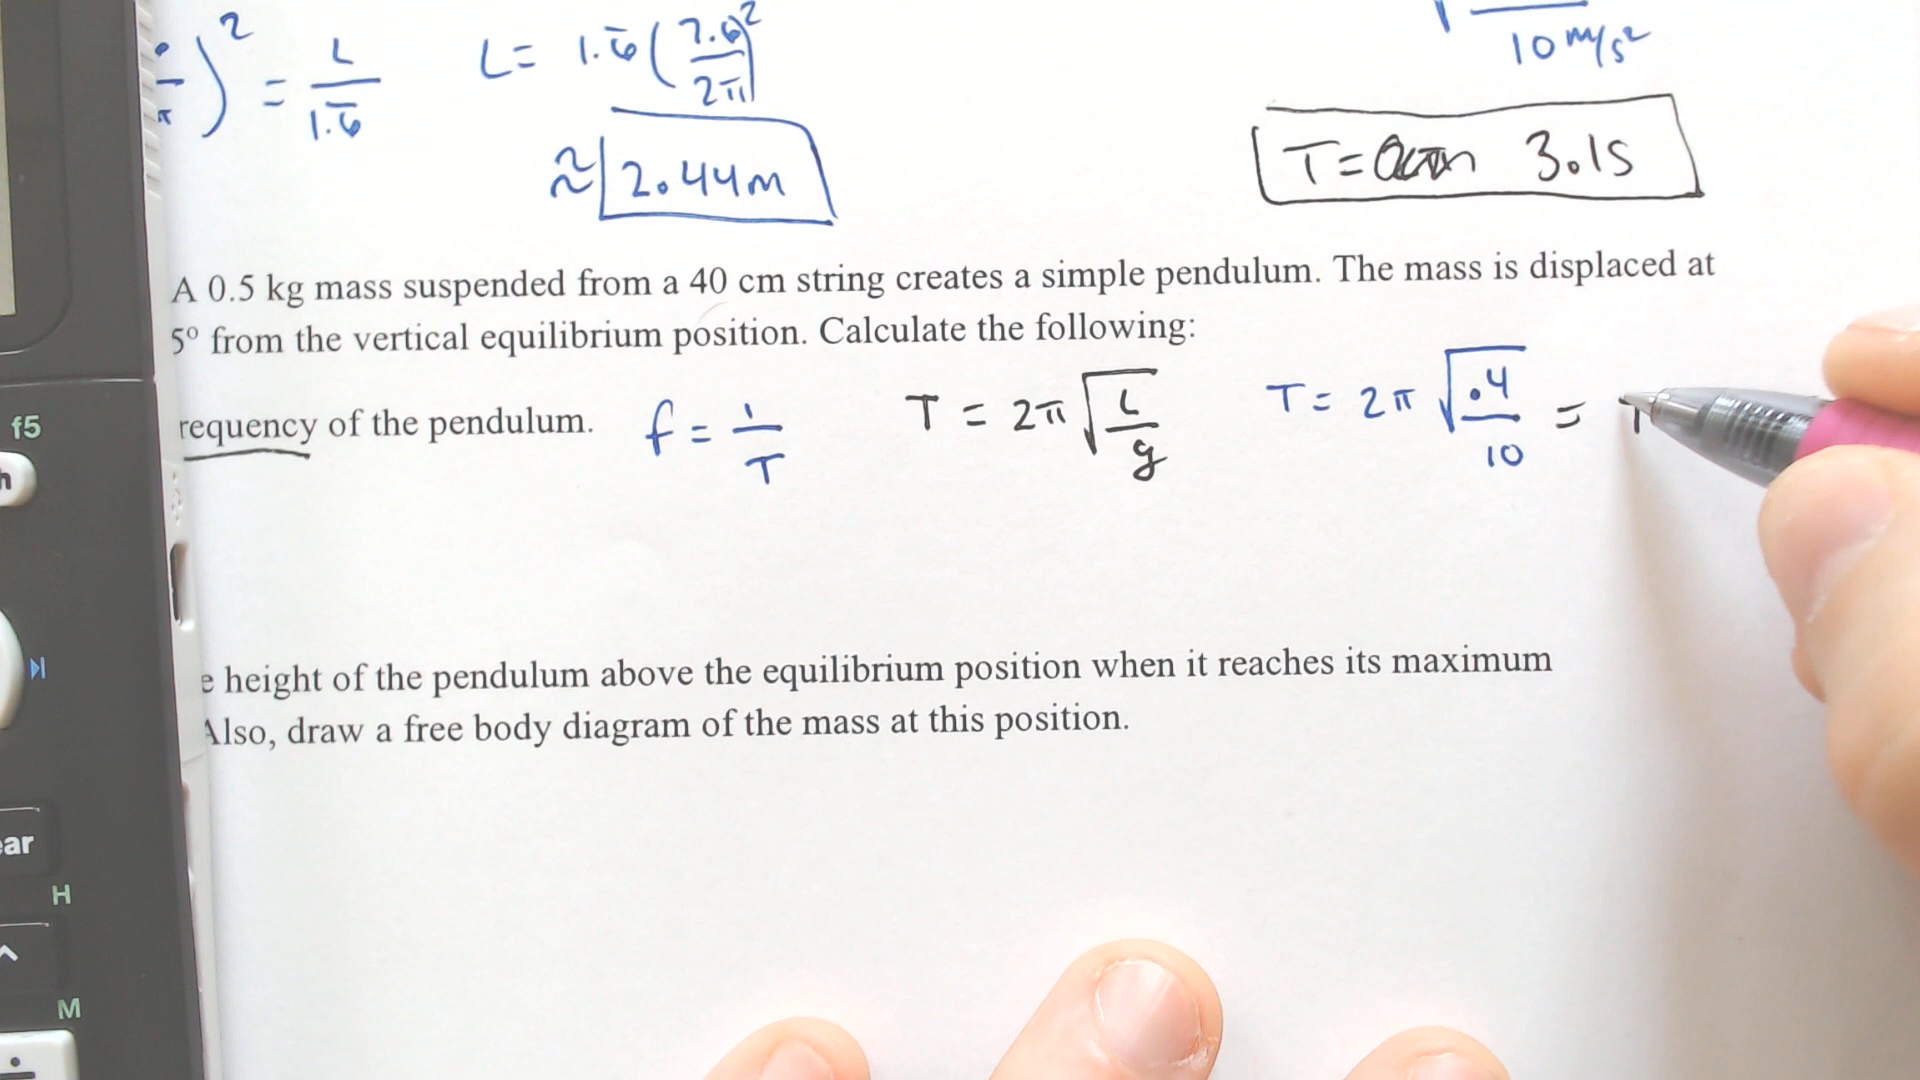 )² = L / 1.6̅   L = 1.6̅ (7.6 / 2π)²
10 m/s²
≈ 2.44m
T = 3.1s
A 0.5 kg mass suspended from a 40 cm string creates a simple pendulum. The mass is displaced at
5º from the vertical equilibrium position. Calculate the following:
requency of the pendulum.   f = 1 / T   T = 2π √(L / g)   T = 2π √(.4 / 10) =
e height of the pendulum above the equilibrium position when it reaches its maximum
Also, draw a free body diagram of the mass at this position.
f5
h
ear
H
^
M
÷